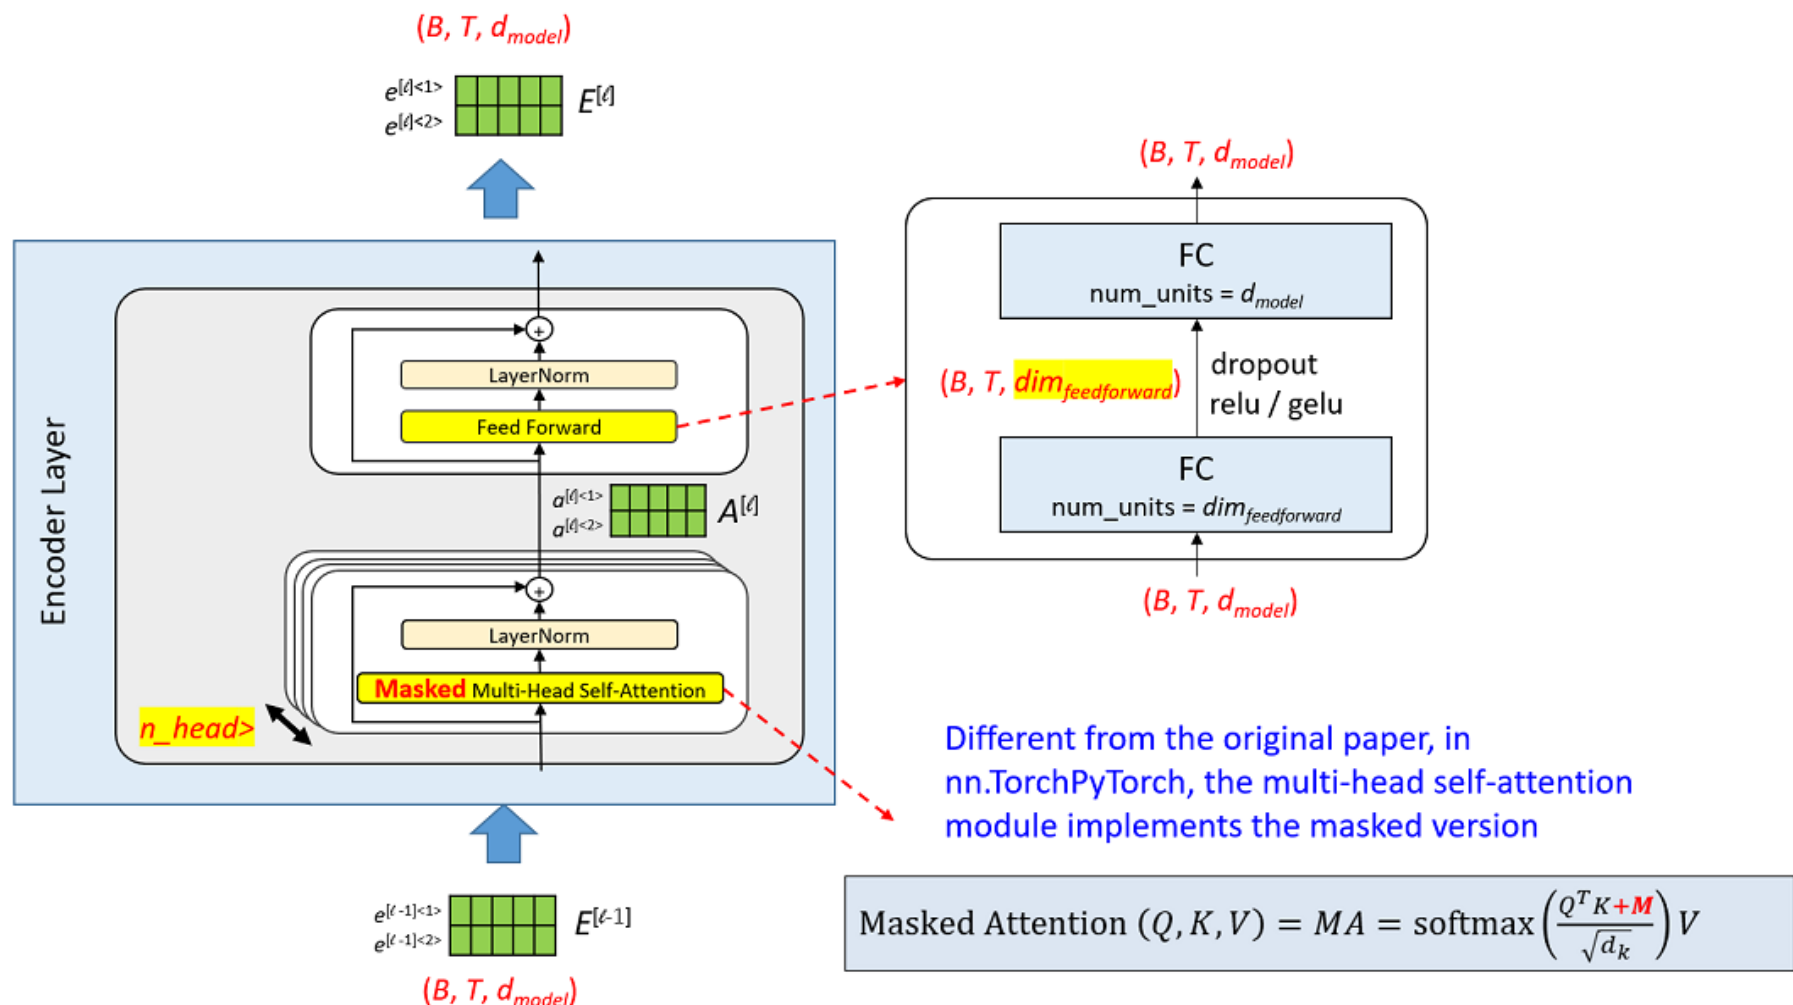 (B, T, d_model)
e^[ℓ]<1>
e^[ℓ]<2>
E^[ℓ]
Encoder Layer
+
LayerNorm
Feed Forward
a^[ℓ]<1>
a^[ℓ]<2>
A^[ℓ]
+
LayerNorm
Masked Multi-Head Self-Attention
n_head>
e^[ℓ-1]<1>
e^[ℓ-1]<2>
E^[ℓ-1]
(B, T, d_model)
(B, T, d_model)
FC
num_units = d_model
(B, T, dim_feedforward)
dropout
relu / gelu
FC
num_units = dim_feedforward
(B, T, d_model)
Different from the original paper, in
nn.TorchPyTorch, the multi-head self-attention
module implements the masked version
Masked Attention (Q, K, V) = MA = softmax((Q^T K+M)/√d_k) V